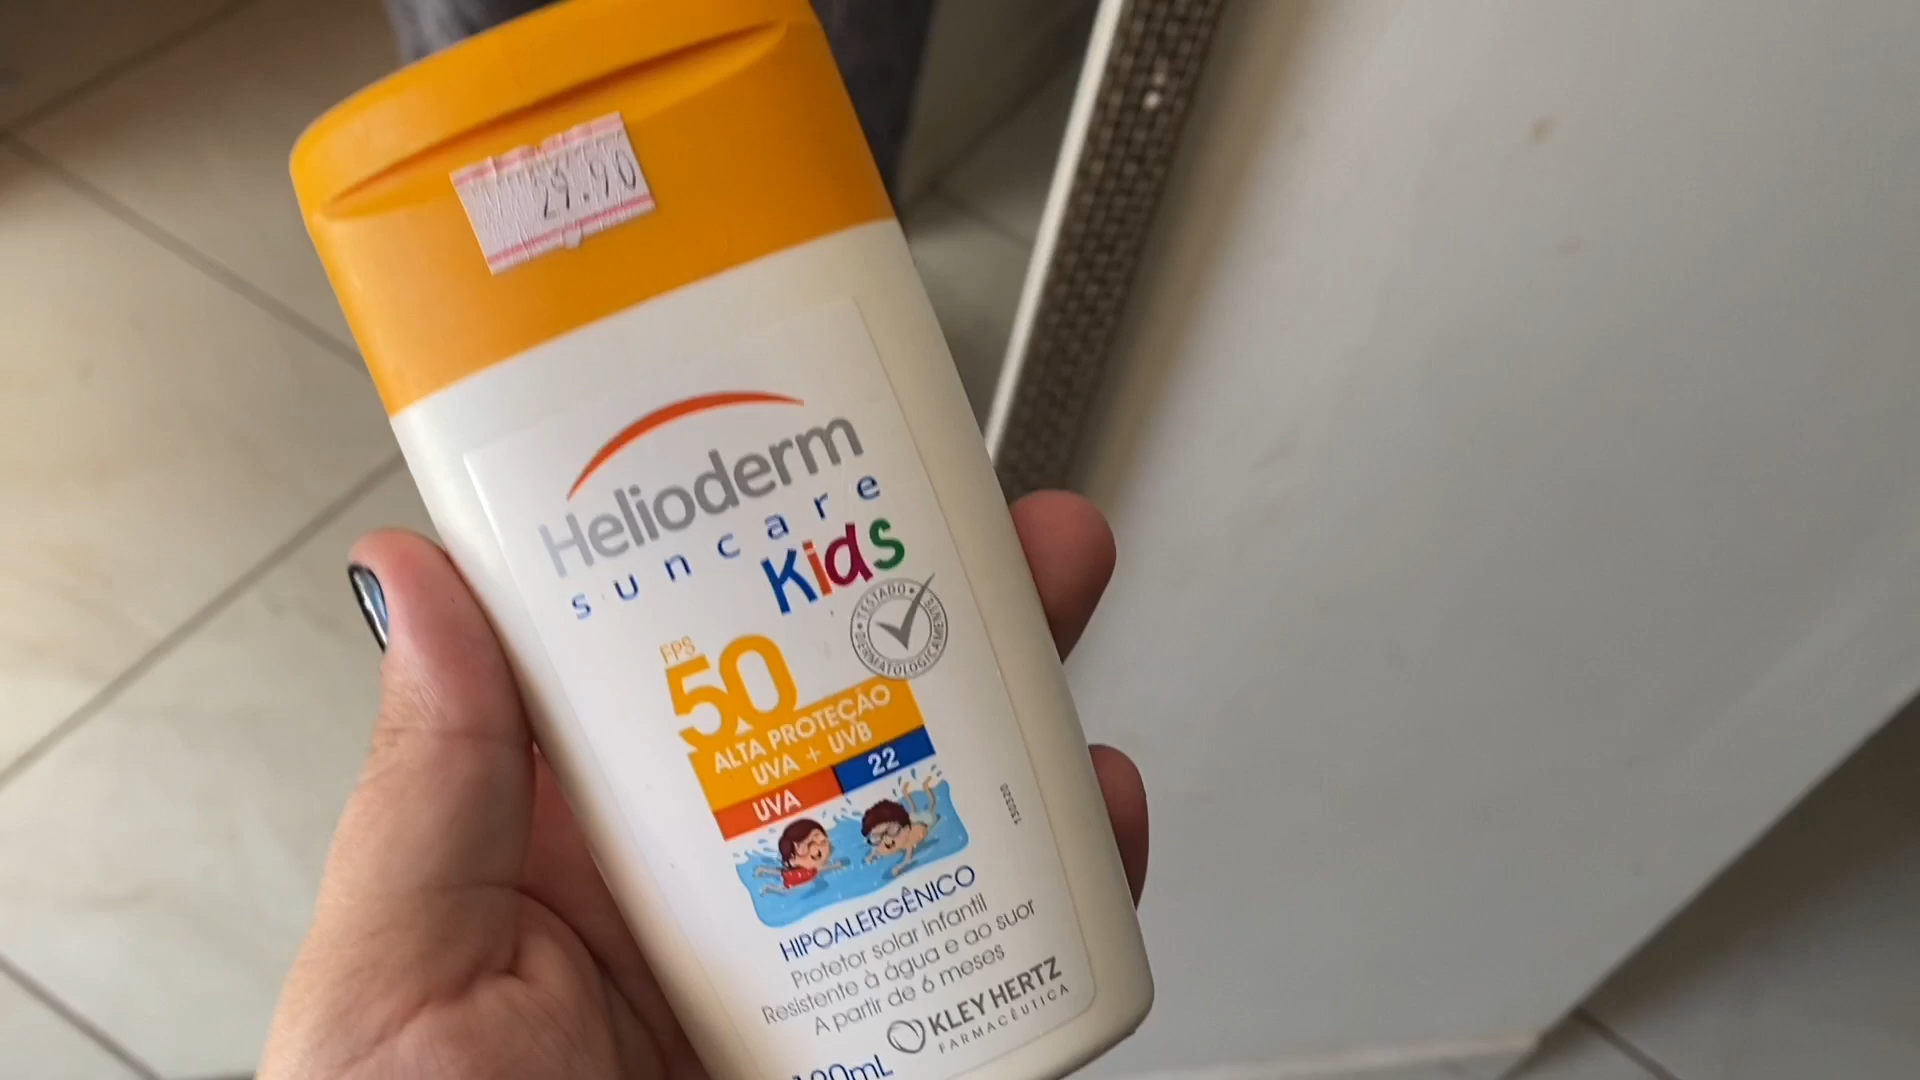 29.90
Helioderm
suncare
Kids
TESTADO DERMATOLOGICAMENTE
FPS
50
ALTA PROTEÇÃO
UVA + UVB
UVA 22
130320
HIPOALERGÊNICO
Protetor solar infantil
Resistente à água e ao suor
A partir de 6 meses
KLEY HERTZ
FARMACÊUTICA